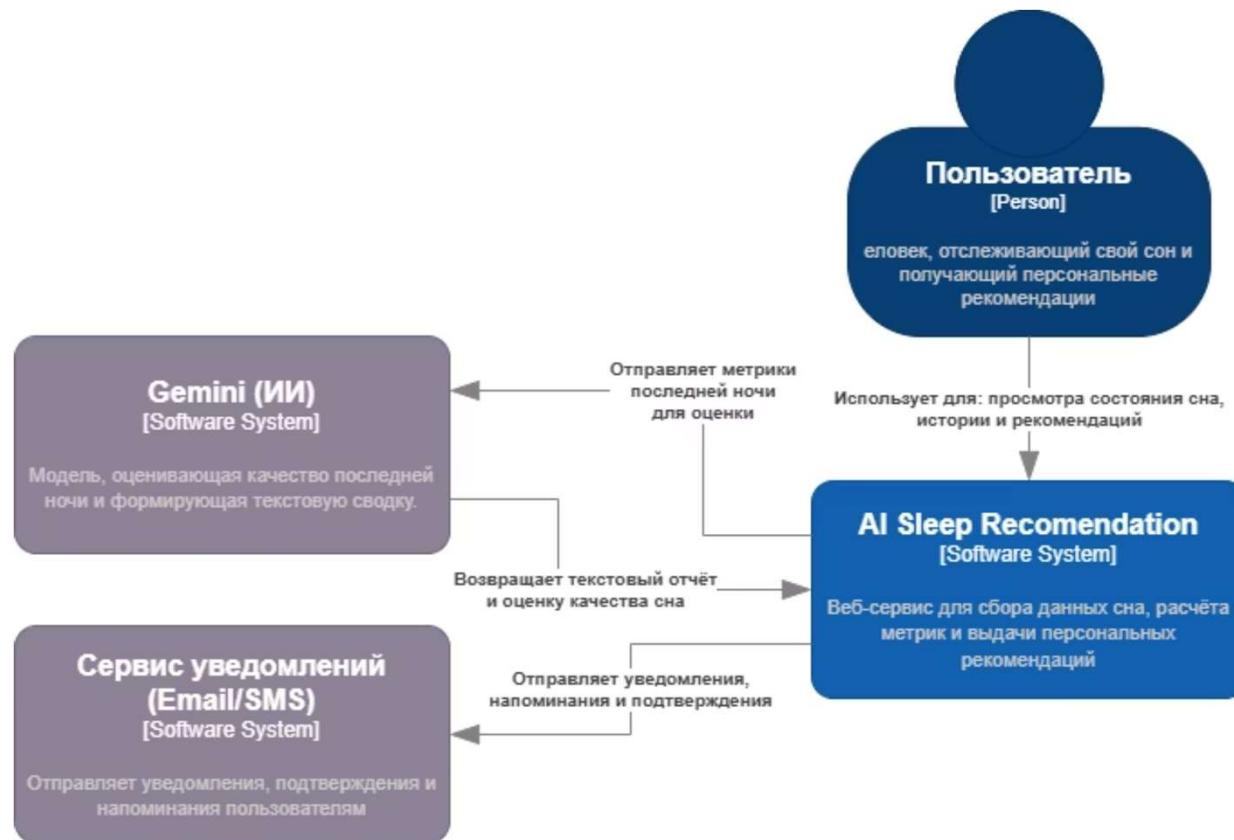 Пользователь
[Person]
еловек, отслеживающий свой сон и
получающий персональные
рекомендации
Отправляет метрики
последней ночи
для оценки
Использует для: просмотра состояния сна,
истории и рекомендаций
Gemini (ИИ)
[Software System]
Модель, оценивающая качество последней
ночи и формирующая текстовую сводку.
AI Sleep Recomendation
[Software System]
Веб-сервис для сбора данных сна, расчёта
метрик и выдачи персональных
рекомендаций
Возвращает текстовый отчёт
и оценку качества сна
Сервис уведомлений
(Email/SMS)
[Software System]
Отправляет уведомления, подтверждения и
напоминания пользователям
Отправляет уведомления,
напоминания и подтверждения